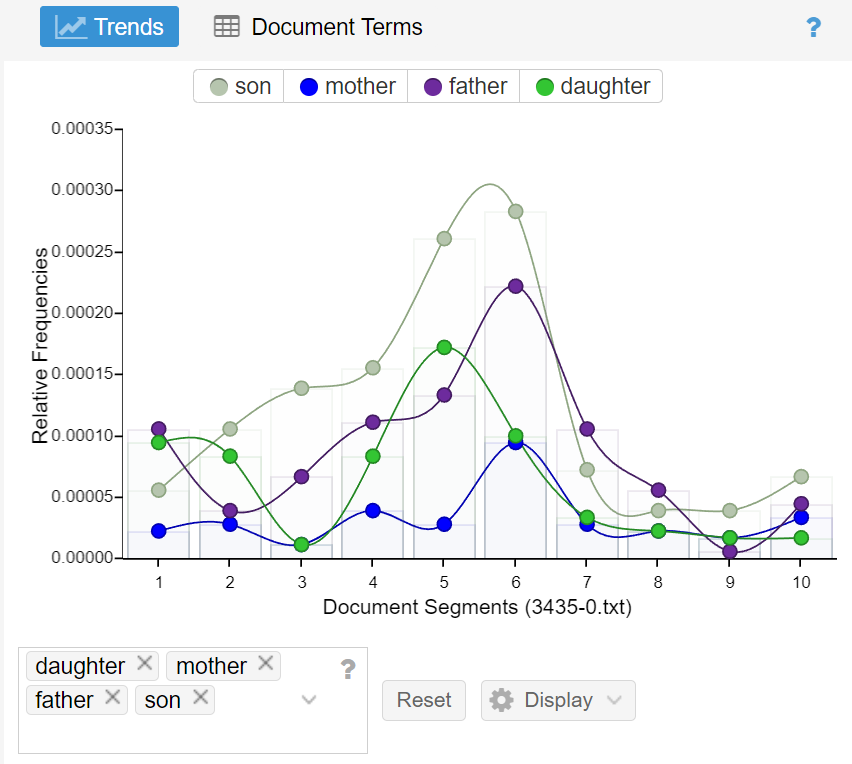 Trends Document Terms ?
son mother father daughter
0.00035
0.00030
0.00025
0.00020
0.00015
0.00010
0.00005
0.00000
Relative Frequencies
1 2 3 4 5 6 7 8 9 10
Document Segments (3435-0.txt)
daughter × mother × ?
father × son ×
Reset Display